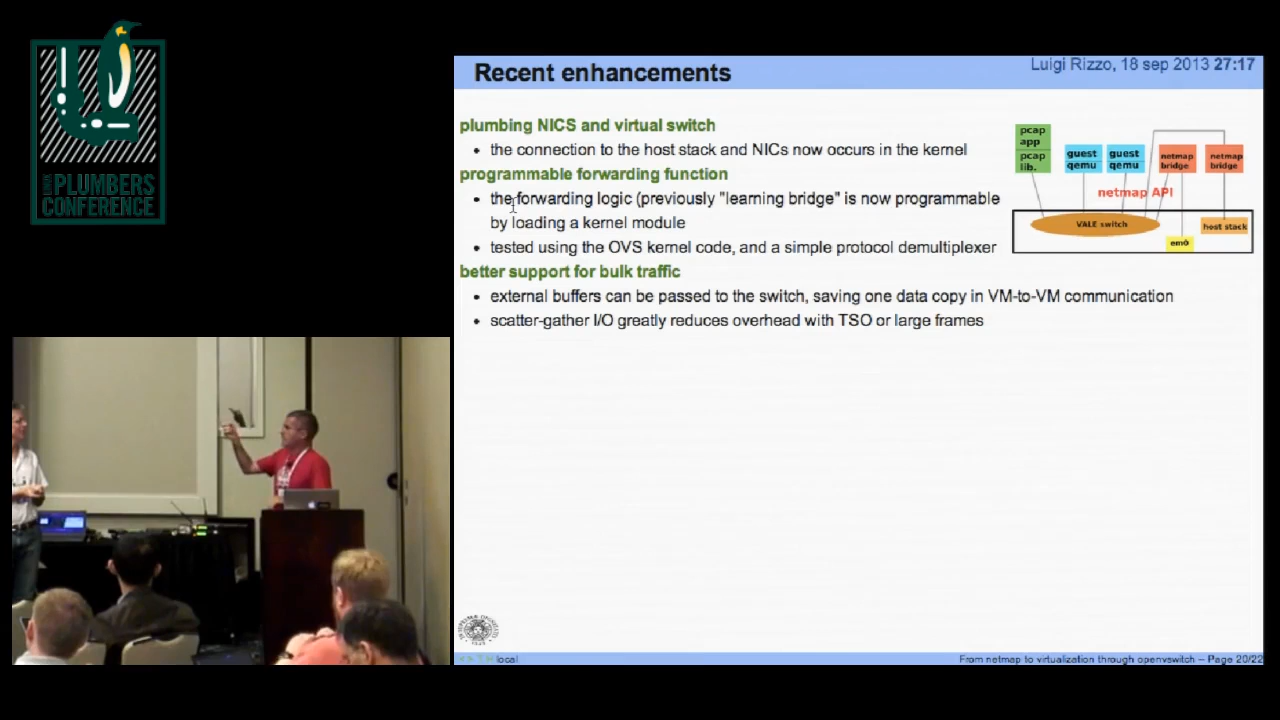 LINUX
PLUMBERS
CONFERENCE
Recent enhancements
Luigi Rizzo, 18 sep 2013 27:17
plumbing NICS and virtual switch
• the connection to the host stack and NICs now occurs in the kernel
programmable forwarding function
• the forwarding logic (previously "learning bridge" is now programmable
by loading a kernel module
• tested using the OVS kernel code, and a simple protocol demultiplexer
better support for bulk traffic
• external buffers can be passed to the switch, saving one data copy in VM-to-VM communication
• scatter-gather I/O greatly reduces overhead with TSO or large frames
pcap
app
pcap
lib.
guest
qemu
guest
qemu
netmap
bridge
netmap
bridge
netmap API
VALE switch
host stack
em0
local
From netmap to virtualization through openvswitch – Page 20/22